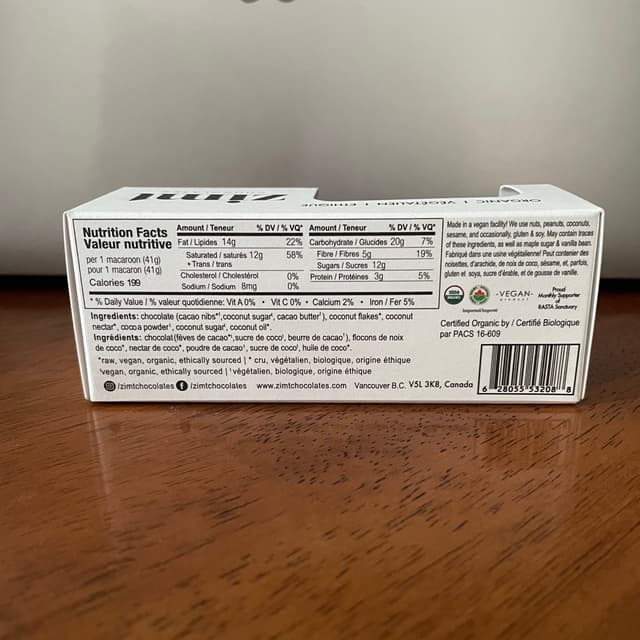 zimt
ORGANIC | VÉGÉTALIEN | ÉTHIQUE
Nutrition Facts
Valeur nutritive
per 1 macaroon (41g)
pour 1 macaron (41g)
Calories 199
Amount / Teneur % DV / % VQ*
Fat / Lipides 14g 22%
Saturated / saturés 12g 58%
+ Trans / trans
Cholesterol / Cholestérol 0%
Sodium / Sodium 8mg 0%
Amount / Teneur % DV / % VQ*
Carbohydrate / Glucides 20g 7%
Fibre / Fibres 5g 19%
Sugars / Sucres 12g
Protein / Protéines 3g 5%
* % Daily Value / % valeur quotidienne: Vit A 0% • Vit C 0% • Calcium 2% • Iron / Fer 5%
Ingredients: chocolate (cacao nibs*, coconut sugar, cacao butter), coconut flakes*, coconut
nectar*, cocoa powder, coconut sugar, coconut oil*.
Ingrédients: chocolat (fèves de cacao*, sucre de coco, beurre de cacao), flocons de noix
de coco*, nectar de coco*, poudre de cacao, sucre de coco, huile de coco*.
*raw, vegan, organic, ethically sourced | * cru, végétalien, biologique, origine éthique
vegan, organic, ethically sourced | végétalien, biologique, origine éthique
/zimtchocolates /zimtchocolates www.zimtchocolates.com Vancouver B.C. V5L 3K8, Canada
Made in a vegan facility! We use nuts, peanuts, coconuts,
sesame, and occasionally, gluten & soy. May contain traces
of these ingredients, as well as maple sugar & vanilla bean.
Fabriqué dans une usine végétalienne! Peut contenir des
noisettes, d'arachide, de noix de coco, sésame, et, parfois,
gluten et soya, sucre d'érable, et de gousse de vanille.
USDA
ORGANIC
Imported/Importé
-VEGAN-
Proud
Monthly Supporter
of
RASTA Sanctuary
Certified Organic by / Certifié Biologique
par PACS 16-609
6 28055 53208 8